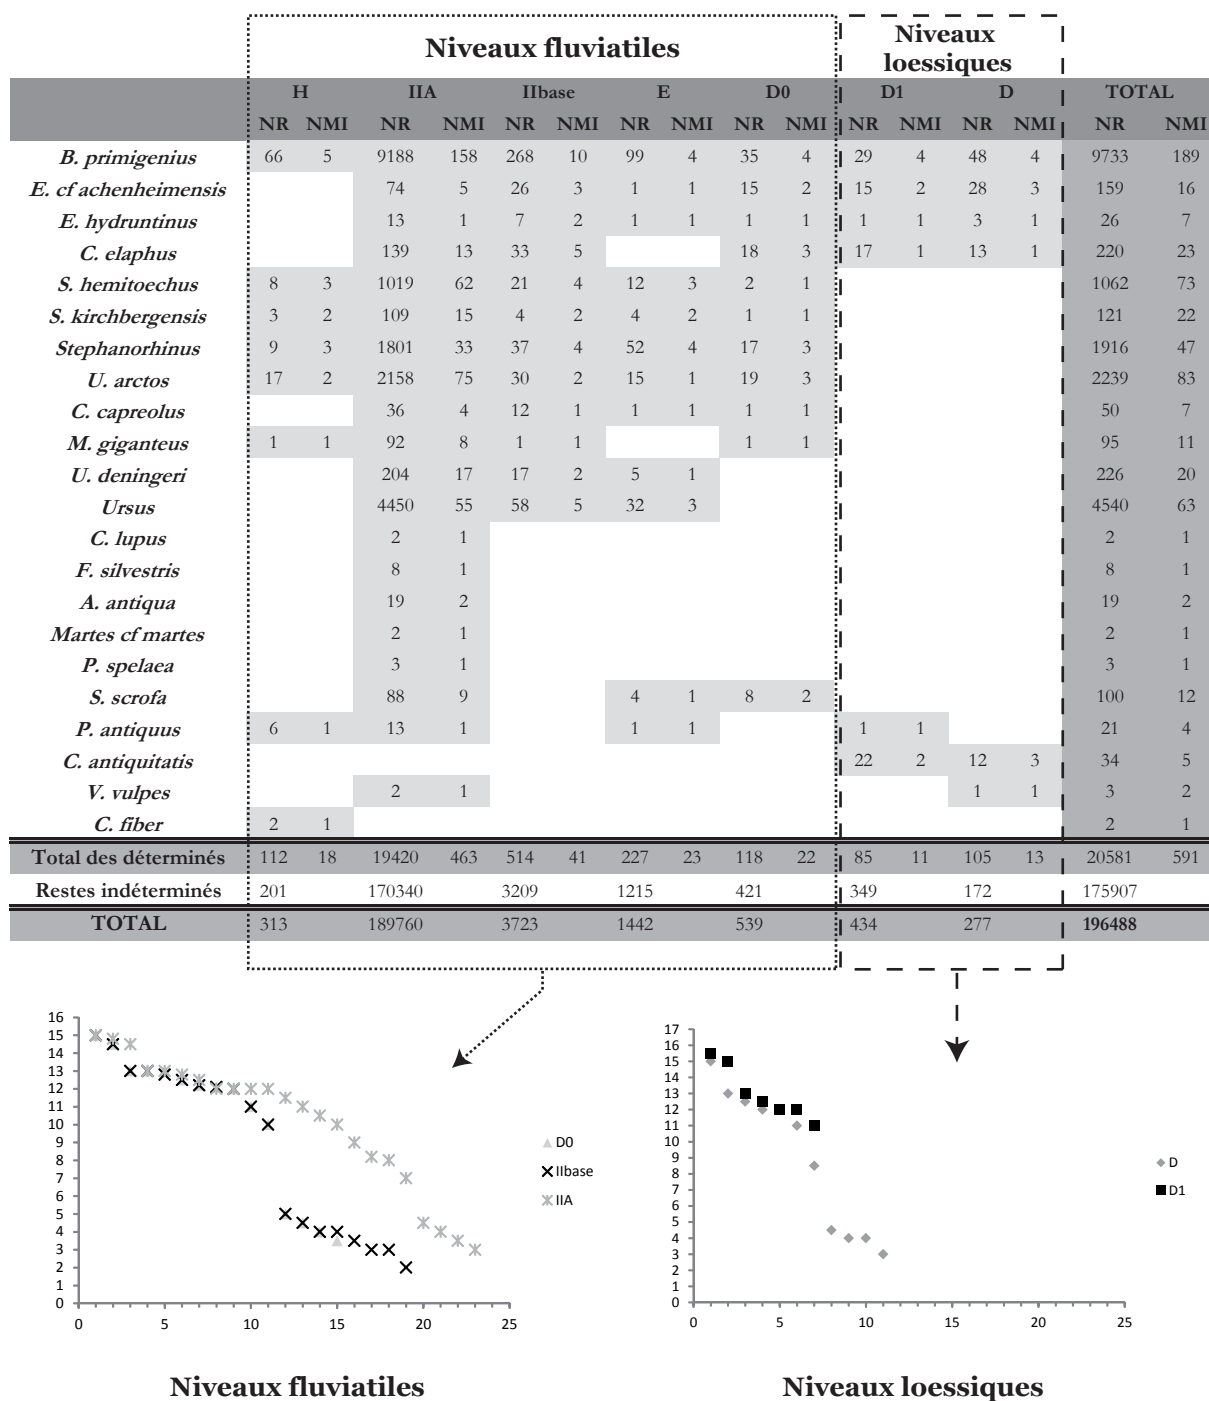 Niveaux fluviatiles
Niveaux
loessiques
H IIA IIbase E D0 D1 D TOTAL
NR NMI NR NMI NR NMI NR NMI NR NMI NR NMI NR NMI NR NMI
B. primigenius 66 5 9188 158 268 10 99 4 35 4 29 4 48 4 9733 189
E. cf achenheimensis 74 5 26 3 1 1 15 2 15 2 28 3 159 16
E. hydruntinus 13 1 7 2 1 1 1 1 1 1 3 1 26 7
C. elaphus 139 13 33 5 18 3 17 1 13 1 220 23
S. hemitoechus 8 3 1019 62 21 4 12 3 2 1 1062 73
S. kirchbergensis 3 2 109 15 4 2 4 2 1 1 121 22
Stephanorhinus 9 3 1801 33 37 4 52 4 17 3 1916 47
U. arctos 17 2 2158 75 30 2 15 1 19 3 2239 83
C. capreolus 36 4 12 1 1 1 1 1 50 7
M. giganteus 1 1 92 8 1 1 1 1 95 11
U. deningeri 204 17 17 2 5 1 226 20
Ursus 4450 55 58 5 32 3 4540 63
C. lupus 2 1 2 1
F. silvestris 8 1 8 1
A. antiqua 19 2 19 2
Martes cf martes 2 1 2 1
P. spelaea 3 1 3 1
S. scrofa 88 9 4 1 8 2 100 12
P. antiquus 6 1 13 1 1 1 1 1 21 4
C. antiquitatis 22 2 12 3 34 5
V. vulpes 2 1 1 1 3 2
C. fiber 2 1 2 1
Total des déterminés 112 18 19420 463 514 41 227 23 118 22 85 11 105 13 20581 591
Restes indéterminés 201 170340 3209 1215 421 349 172 175907
TOTAL 313 189760 3723 1442 539 434 277 196488
16
15
14
13
12
11
10
9
8
7
6
5
4
3
2
1
0
0 5 10 15 20 25
D0
IIbase
IIA
Niveaux fluviatiles
17
16
15
14
13
12
11
10
9
8
7
6
5
4
3
2
1
0
0 5 10 15 20 25
D
D1
Niveaux loessiques